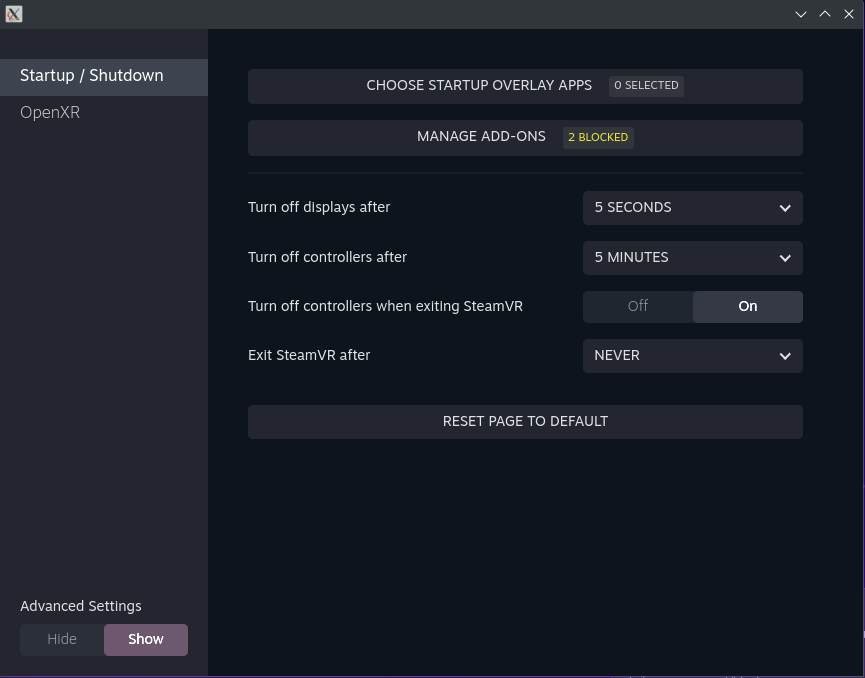 Startup / Shutdown
OpenXR
CHOOSE STARTUP OVERLAY APPS 0 SELECTED
MANAGE ADD-ONS 2 BLOCKED
Turn off displays after 5 SECONDS
Turn off controllers after 5 MINUTES
Turn off controllers when exiting SteamVR Off On
Exit SteamVR after NEVER
RESET PAGE TO DEFAULT
Advanced Settings
Hide Show